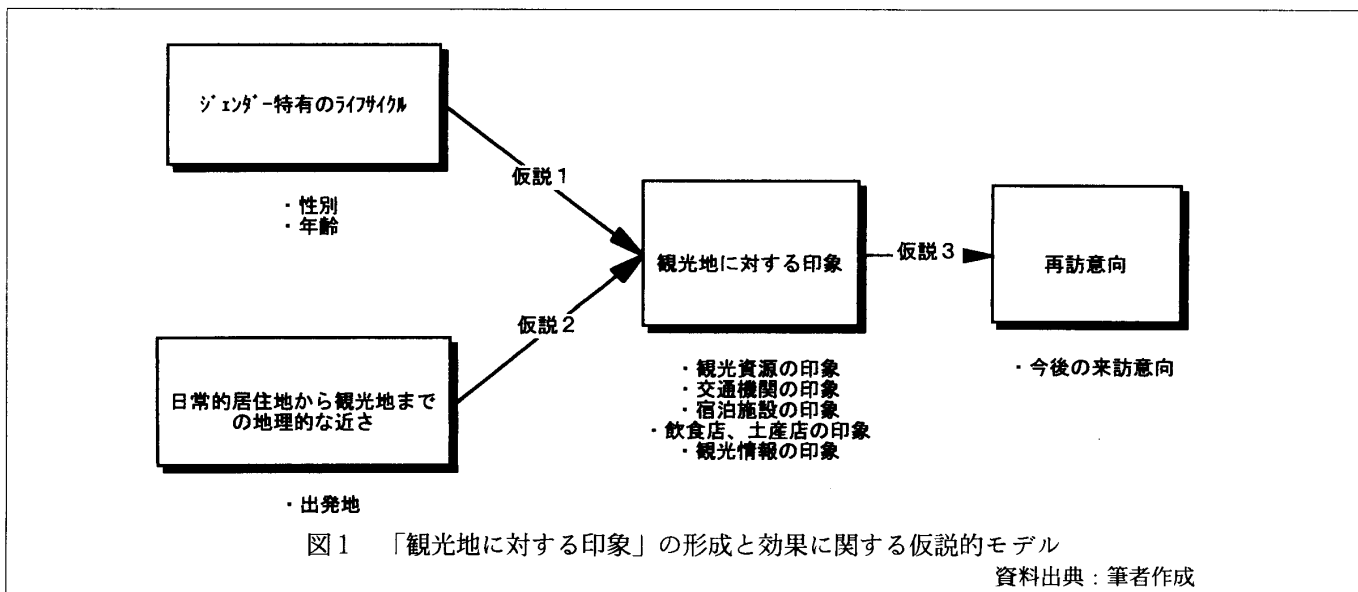 ｼﾞｪﾝﾀﾞｰ特有のﾗｲﾌｻｲｸﾙ
・性別
・年齢
仮説１
日常的居住地から観光地まで
の地理的な近さ
・出発地
仮説２
観光地に対する印象
・観光資源の印象
・交通機関の印象
・宿泊施設の印象
・飲食店、土産店の印象
・観光情報の印象
仮説３
再訪意向
・今後の来訪意向
図１　「観光地に対する印象」の形成と効果に関する仮説的モデル
資料出典：筆者作成